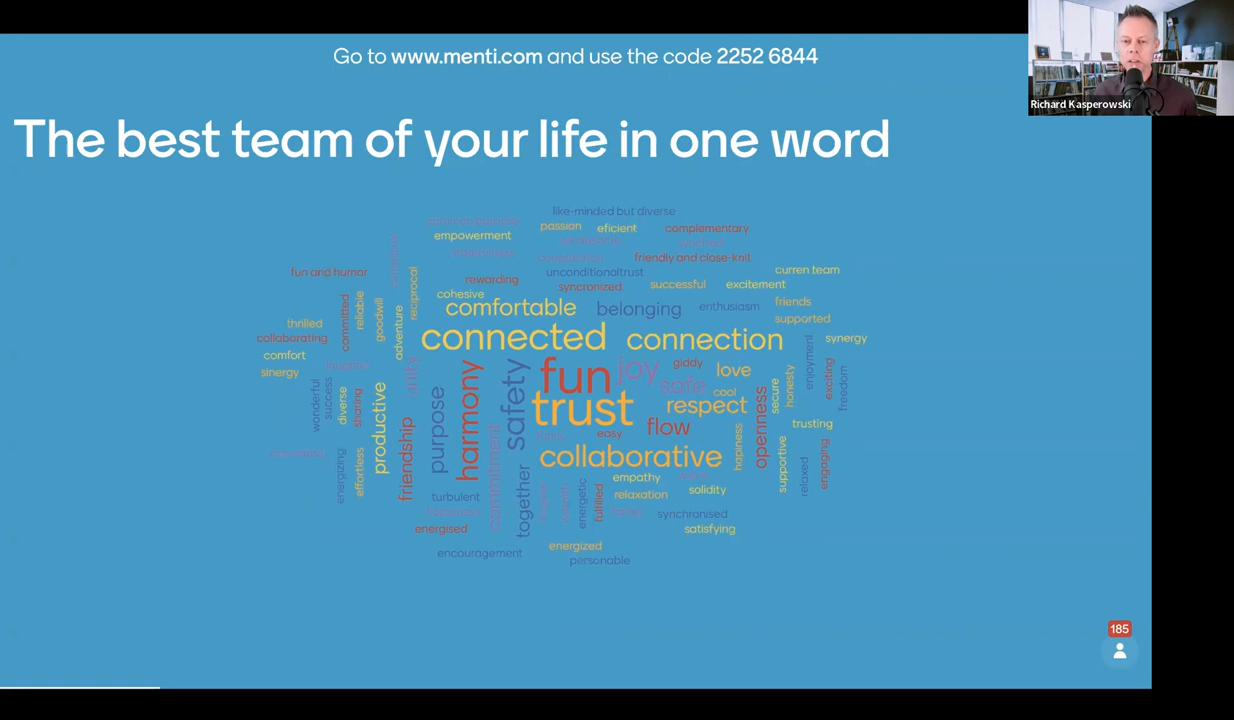 Go to www.menti.com and use the code 2252 6844
Richard Kasperowski
The best team of your life in one word
like-minded but diverse
passion
eficient
complementary
empowerment
friendly and close-knit
fun and humor
unconditionaltrust
curren team
rewarding
syncronized
successful
excitement
cohesive
reciprocal
comfortable
belonging
enthusiasm
friends
committed
reliable
goodwill
adventure
thrilled
supported
collaborating
connected
connection
enjoyment
synergy
comfort
unity
safety
fun
joy
giddy
love
exciting
freedom
sinergy
wonderful
success
diverse
sharing
productive
purpose
harmony
trust
safe
cool
secure
honesty
respect
openness
friendship
commitment
easy
flow
hapiness
trusting
collaborative
supportive
relaxed
engaging
energizing
effortless
together
empathy
turbulent
energetic
fulfilled
relaxation
solidity
synchronised
energised
satisfying
encouragement
energized
personable
185